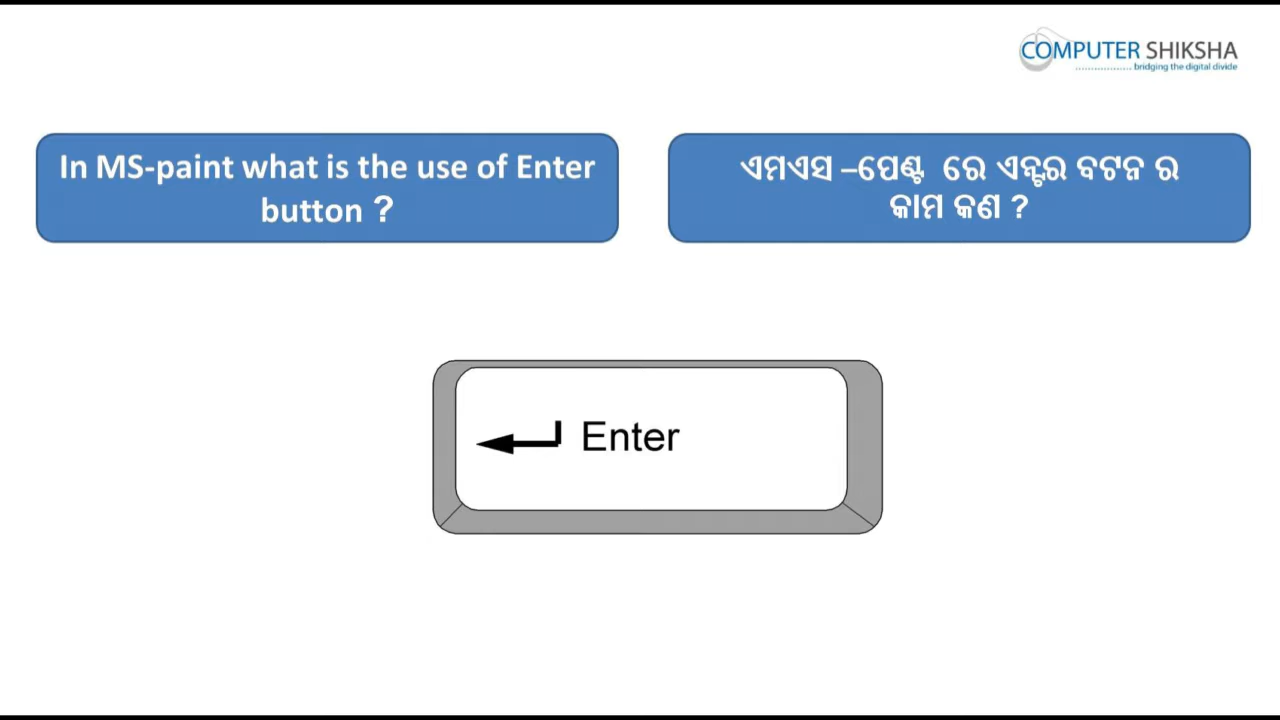 COMPUTER SHIKSHA
bridging the digital divide
In MS-paint what is the use of Enter
button ?
ଏମଏସ –ପେଣ୍ଟ ରେ ଏନ୍ଟର ବଟନ ର
କାମ କଣ ?
Enter